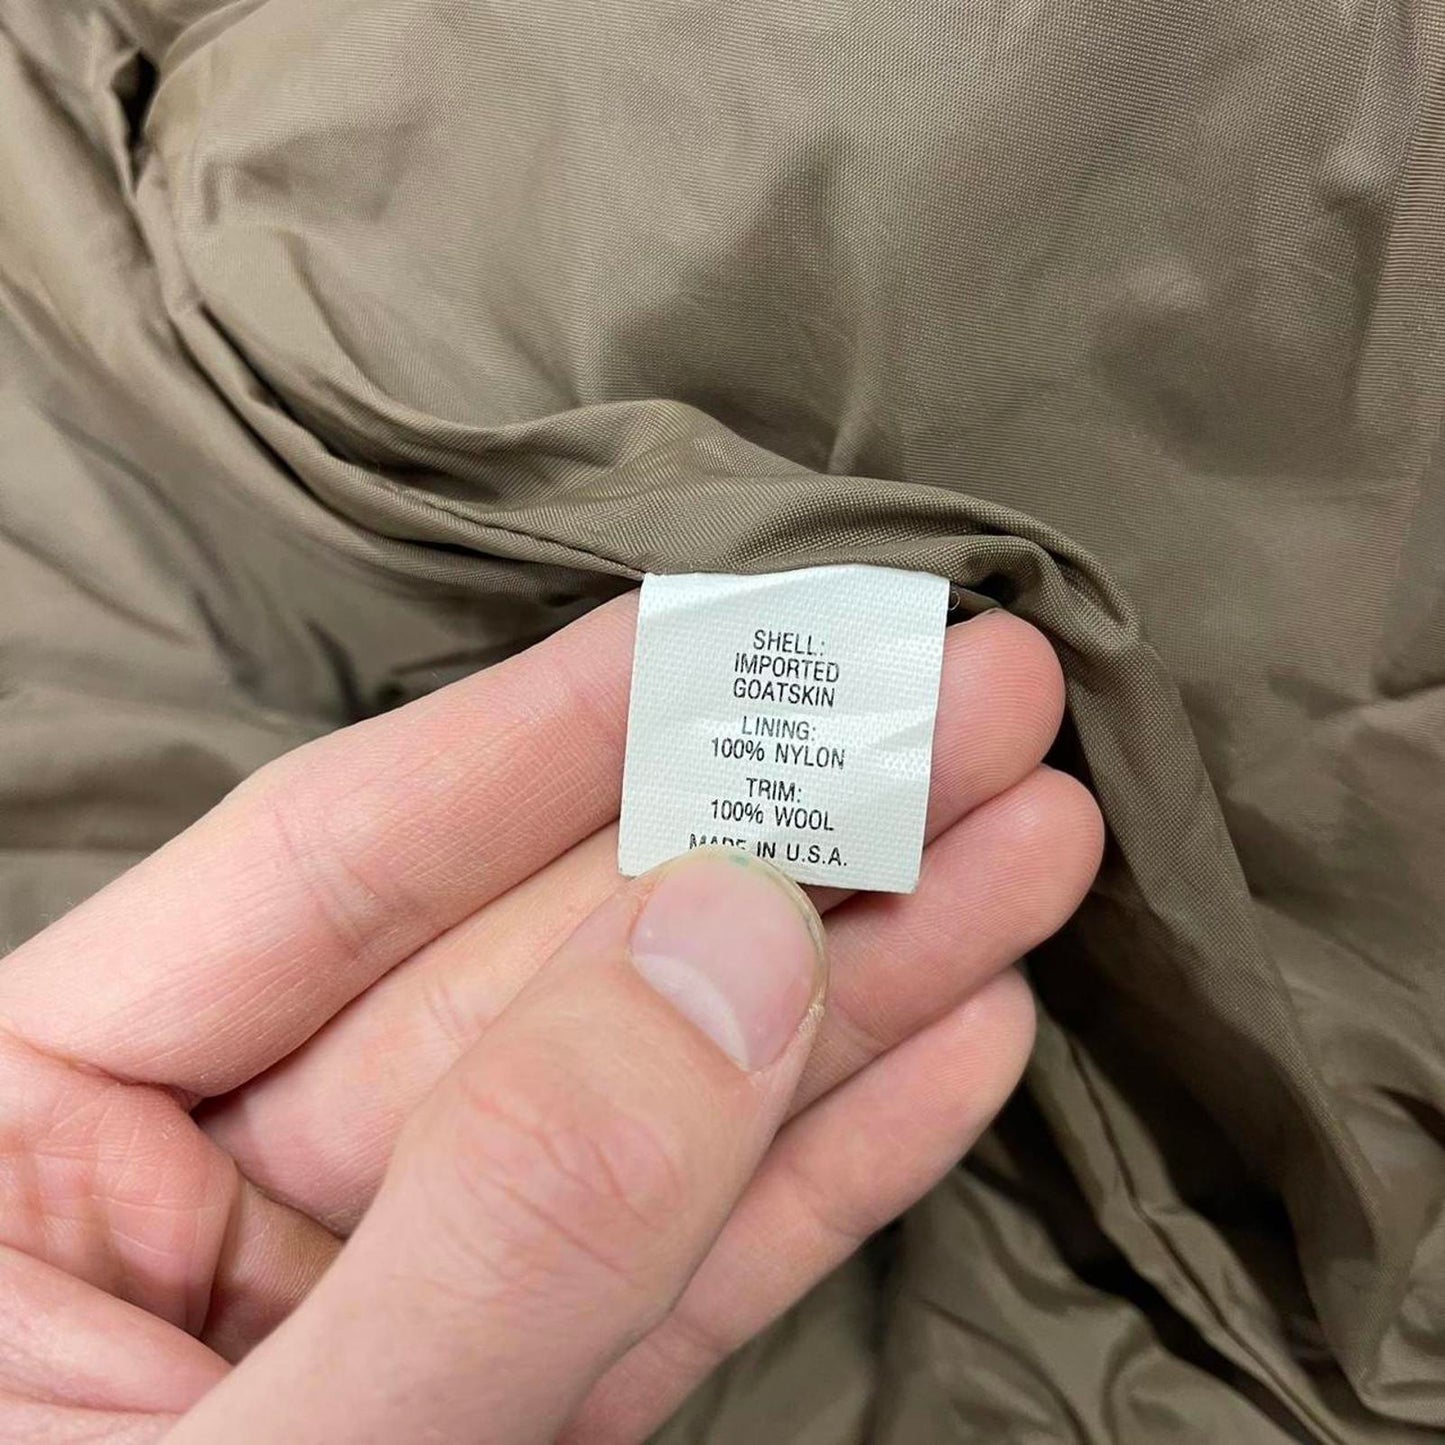 SHELL:
IMPORTED
GOATSKIN
LINING:
100% NYLON
TRIM:
100% WOOL
MADE IN U.S.A.